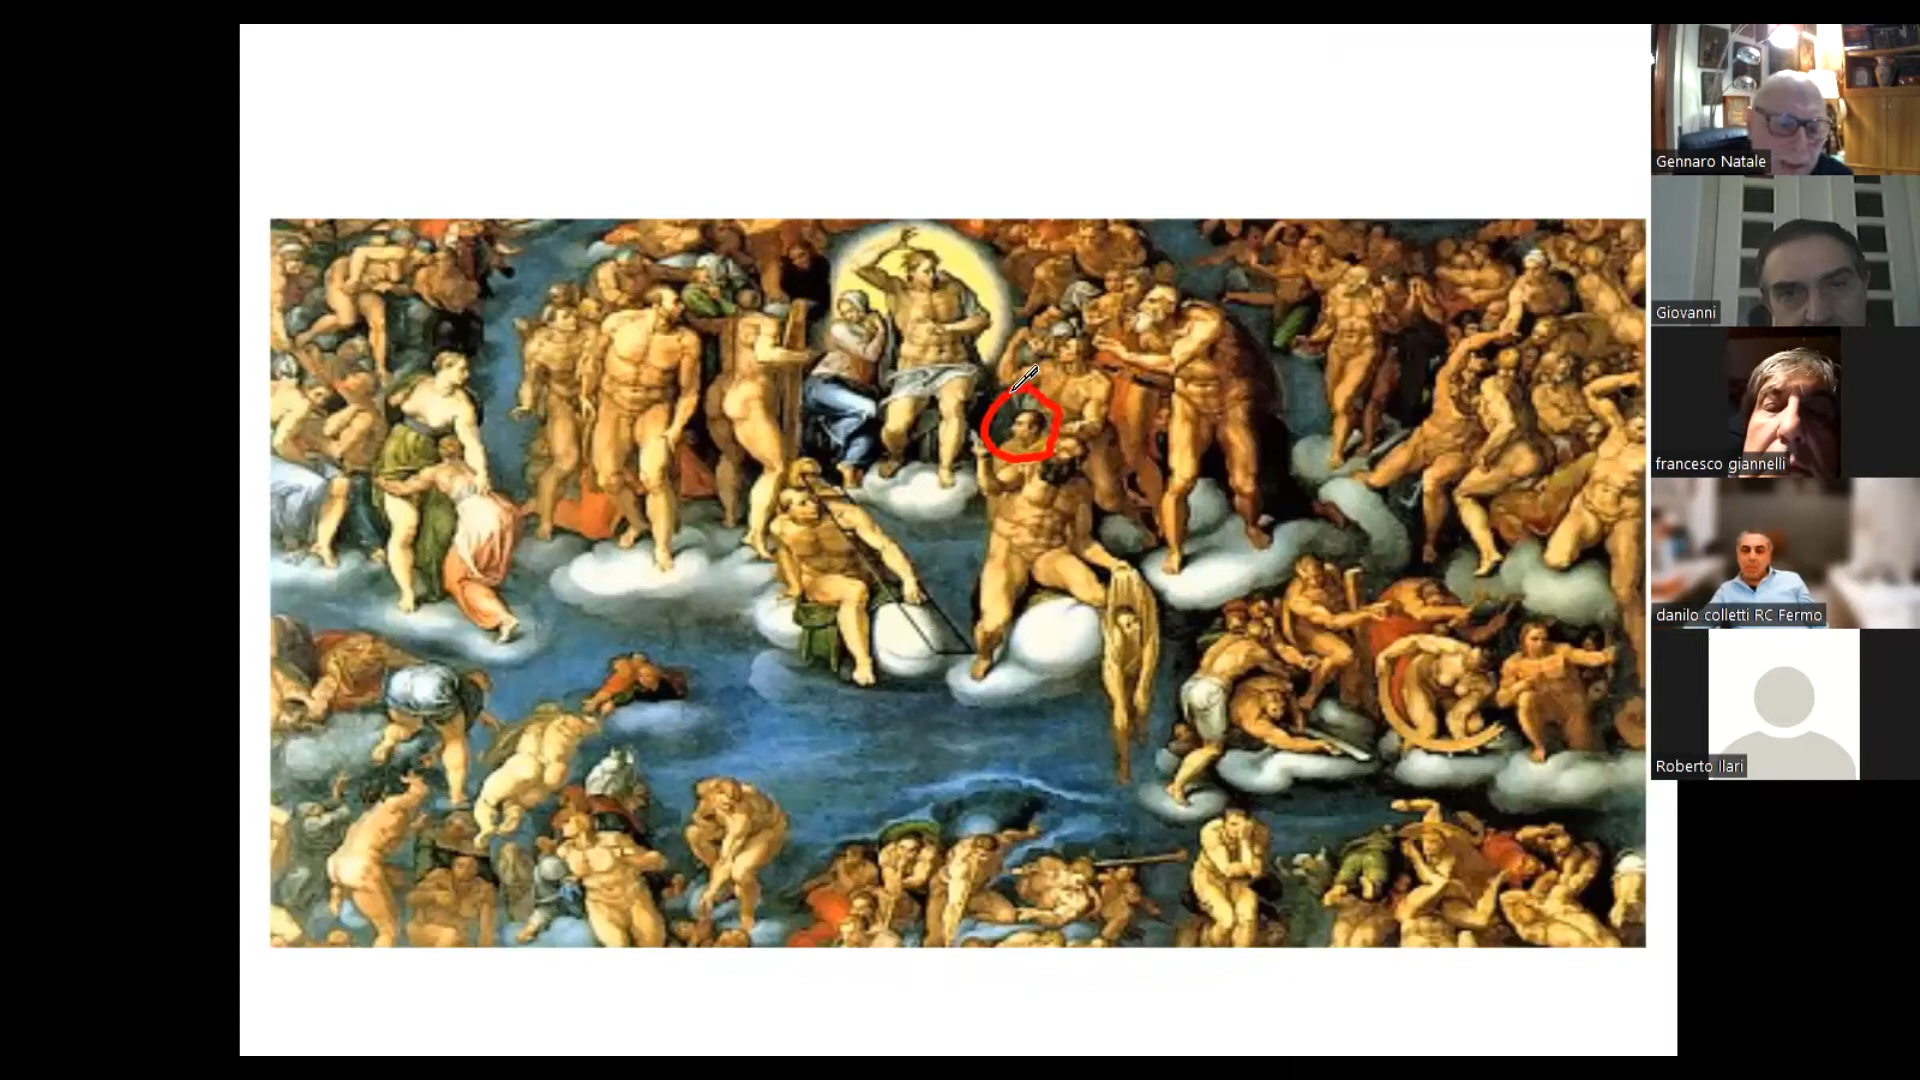 Gennaro Natale
Giovanni
francesco giannelli
danilo colletti RC Fermo
Roberto Ilari